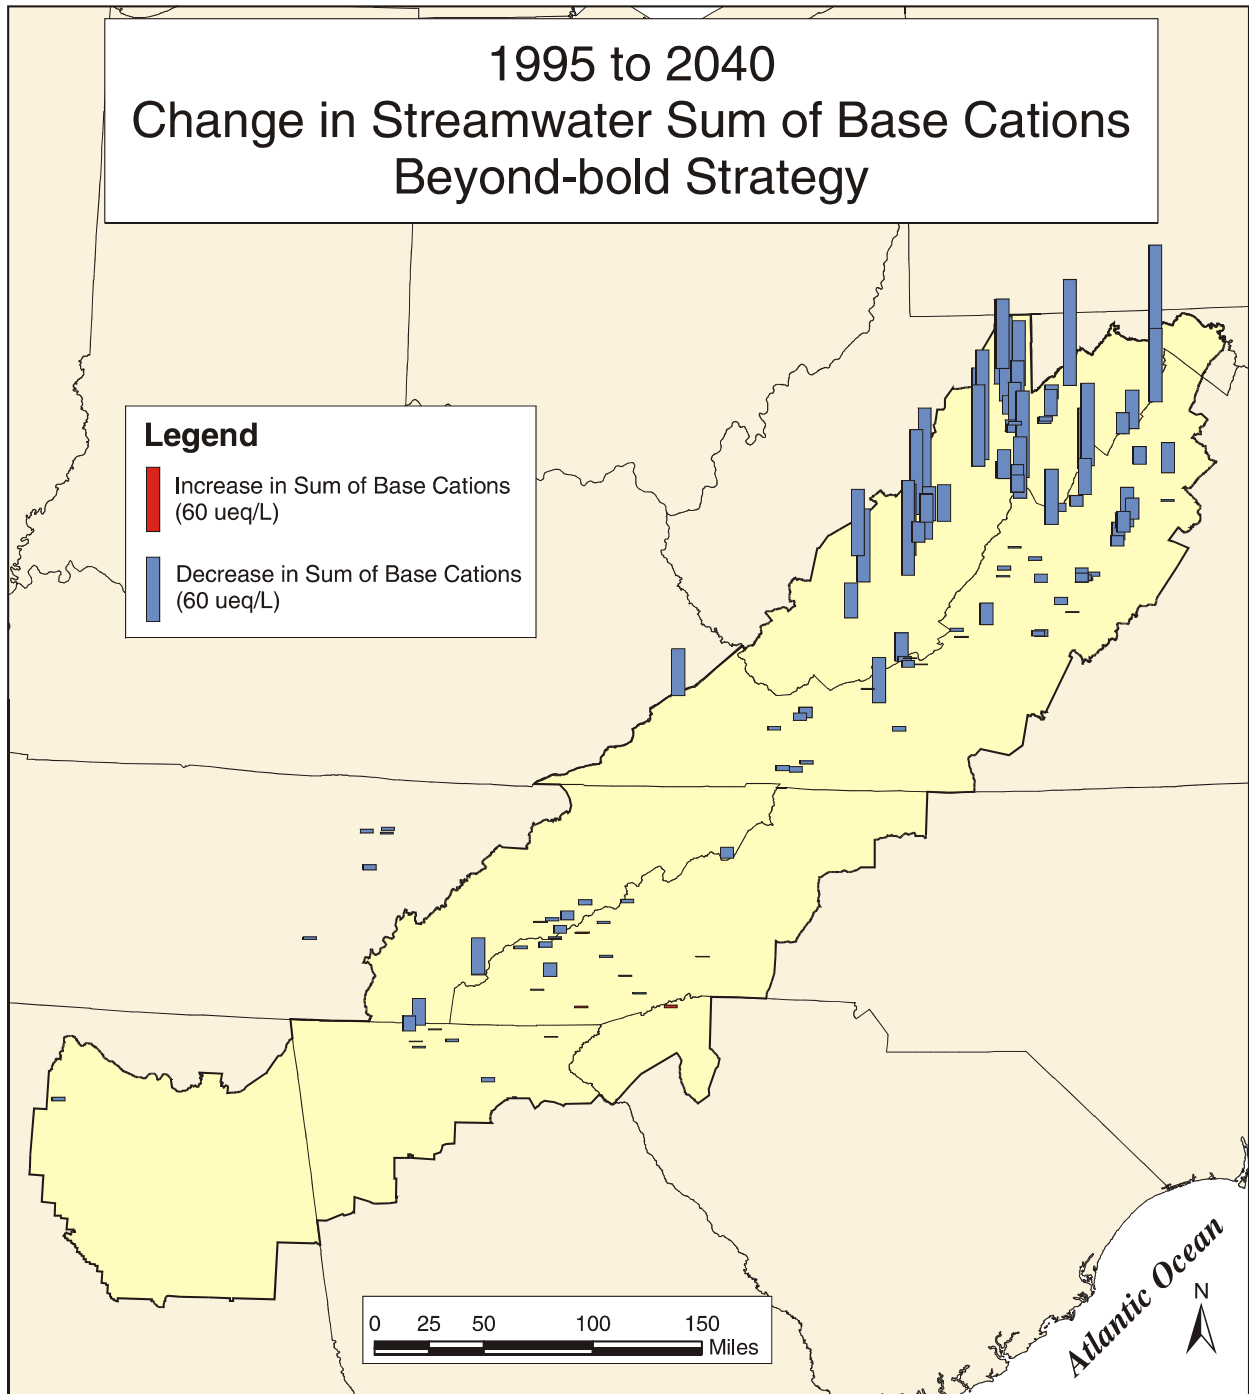 1995 to 2040
Change in Streamwater Sum of Base Cations
Beyond-bold Strategy
Legend
Increase in Sum of Base Cations
(60 ueq/L)
Decrease in Sum of Base Cations
(60 ueq/L)
0 25 50 100 150
Miles
Atlantic Ocean
N